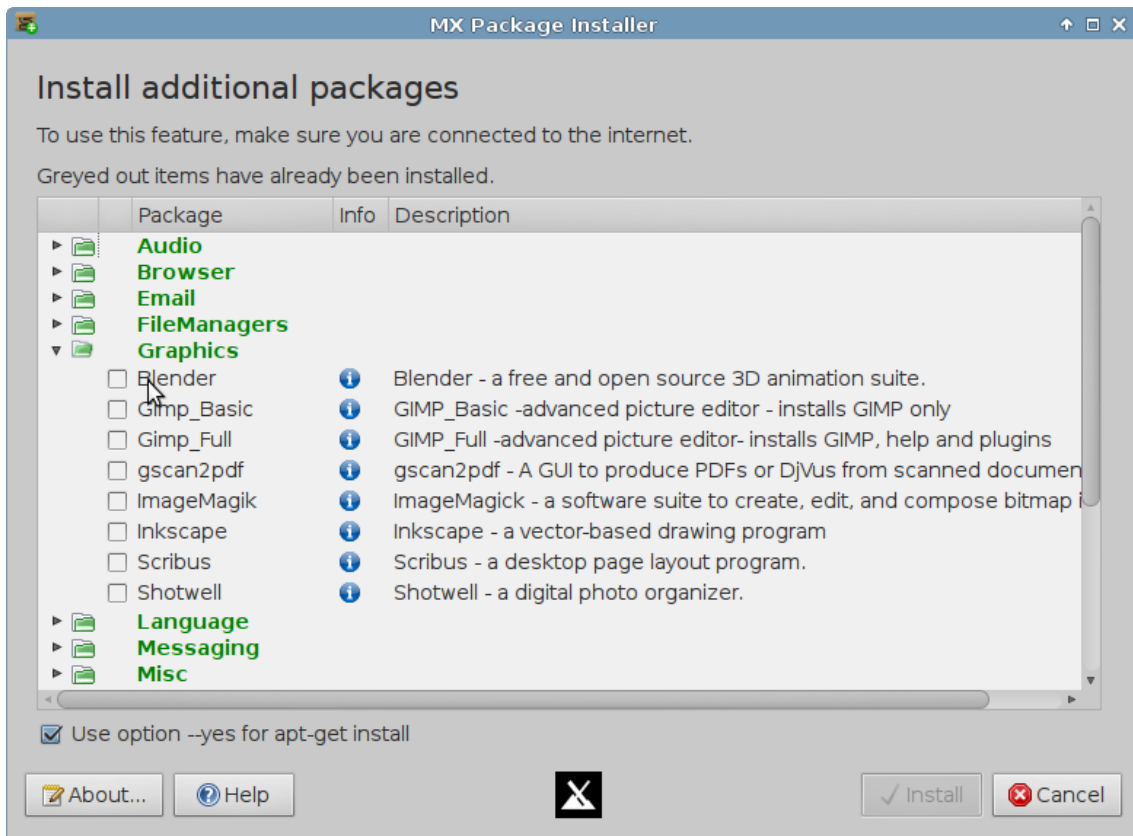 MX Package Installer
Install additional packages
To use this feature, make sure you are connected to the internet.
Greyed out items have already been installed.
Package Info Description
Audio
Browser
Email
FileManagers
Graphics
Blender Blender - a free and open source 3D animation suite.
Gimp_Basic GIMP_Basic -advanced picture editor - installs GIMP only
Gimp_Full GIMP_Full -advanced picture editor- installs GIMP, help and plugins
gscan2pdf gscan2pdf - A GUI to produce PDFs or DjVus from scanned documen
ImageMagik ImageMagick - a software suite to create, edit, and compose bitmap i
Inkscape Inkscape - a vector-based drawing program
Scribus Scribus - a desktop page layout program.
Shotwell Shotwell - a digital photo organizer.
Language
Messaging
Misc
Use option --yes for apt-get install
About... Help Install Cancel